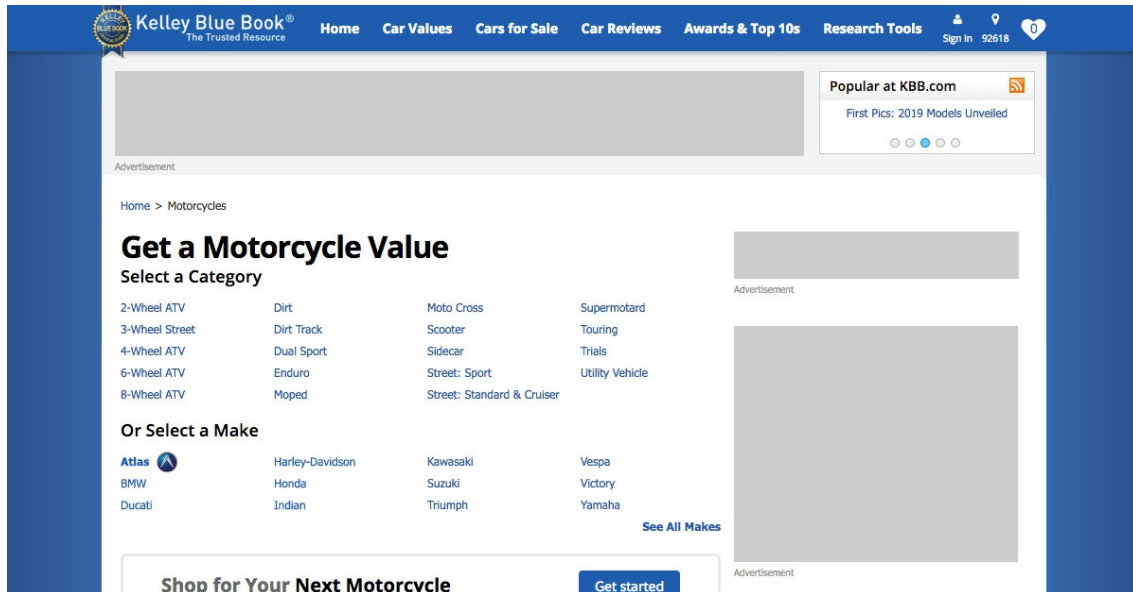 KELLEY BLUE BOOK
Kelley Blue Book®
The Trusted Resource
Home Car Values Cars for Sale Car Reviews Awards & Top 10s Research Tools Sign In 92618 0
Popular at KBB.com
First Pics: 2019 Models Unveiled
Advertisement
Home > Motorcycles
Get a Motorcycle Value
Select a Category
Advertisement
2-Wheel ATV Dirt Moto Cross Supermotard
3-Wheel Street Dirt Track Scooter Touring
4-Wheel ATV Dual Sport Sidecar Trials
6-Wheel ATV Enduro Street: Sport Utility Vehicle
8-Wheel ATV Moped Street: Standard & Cruiser
Or Select a Make
Atlas Harley-Davidson Kawasaki Vespa
BMW Honda Suzuki Victory
Ducati Indian Triumph Yamaha
See All Makes
Shop for Your Next Motorcycle Get started
Advertisement